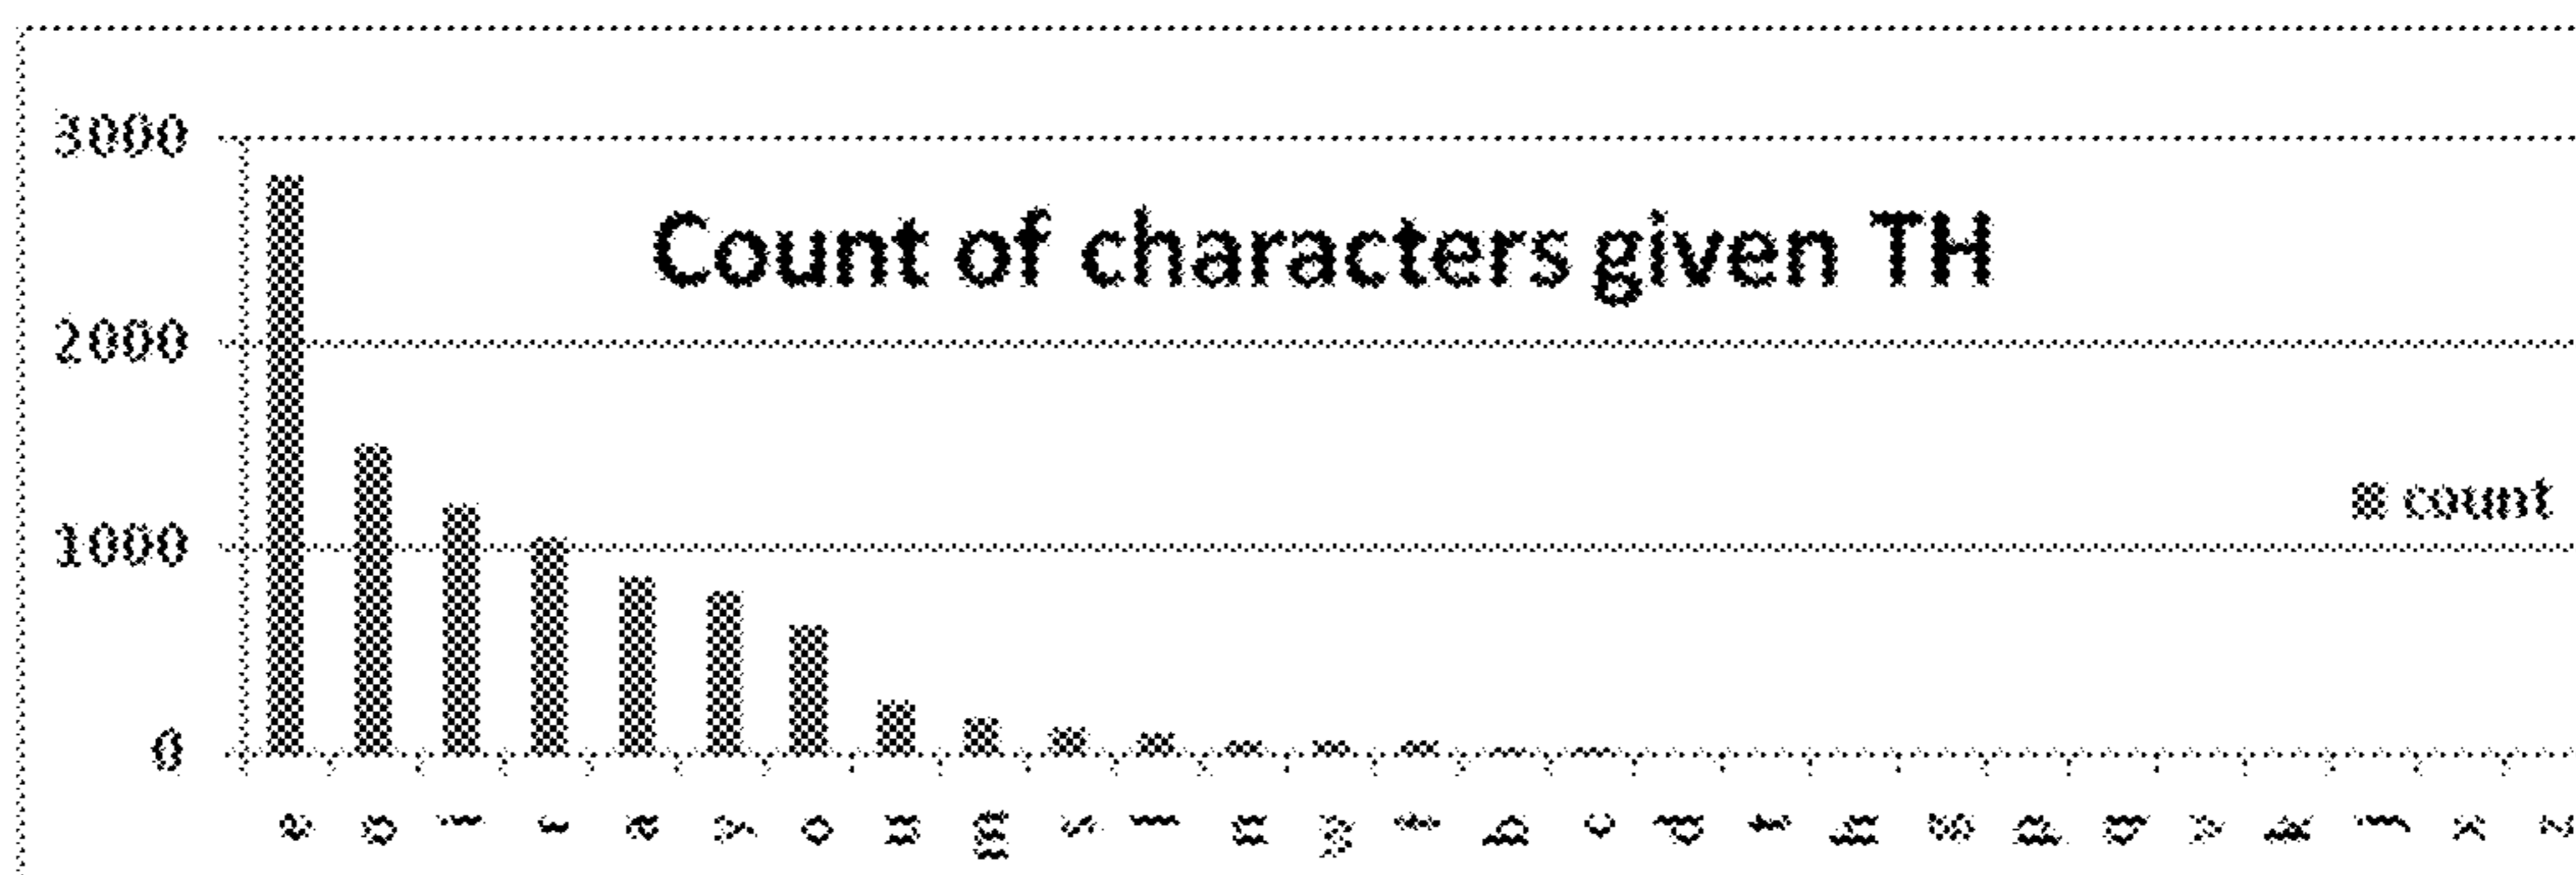 3000
Count of characters given TH
2000
count
1000
0
e i r a y o u m s l n w t b c d f h g p q v k j x z